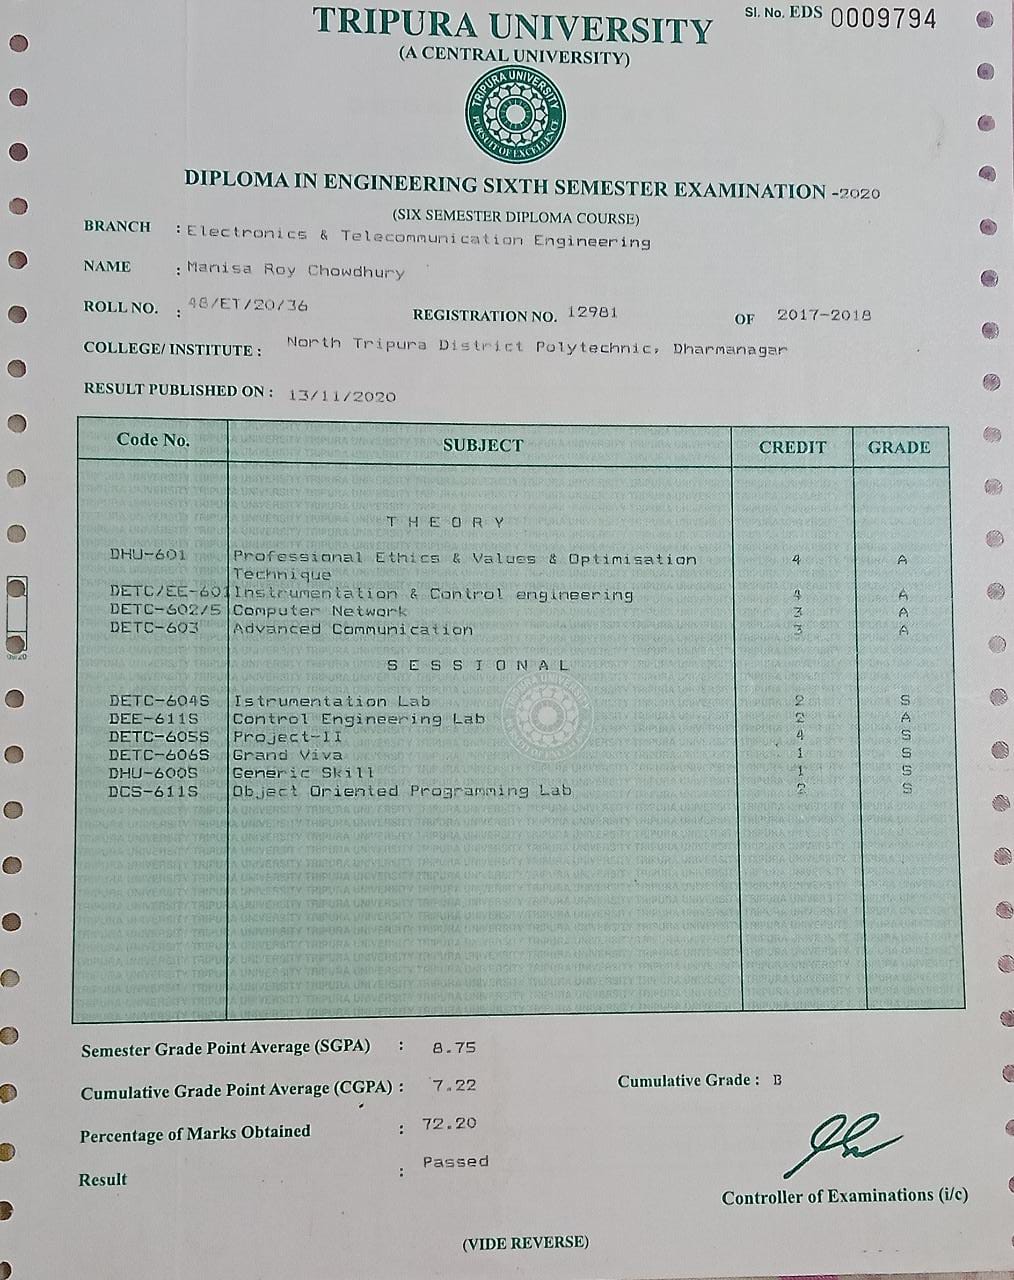 TRIPURA UNIVERSITY
Sl. No. EDS 0009794
(A CENTRAL UNIVERSITY)
TRIPURA UNIVERSITY
PURSUIT OF EXCELLENCE
DIPLOMA IN ENGINEERING SIXTH SEMESTER EXAMINATION -2020
(SIX SEMESTER DIPLOMA COURSE)
BRANCH : Electronics & Telecommunication Engineering
NAME : Manisa Roy Chowdhury
ROLL NO. : 48/ET/20/36 REGISTRATION NO. 12981 OF 2017-2018
COLLEGE/ INSTITUTE : North Tripura District Polytechnic, Dharmanagar
RESULT PUBLISHED ON : 13/11/2020
Code No. SUBJECT CREDIT GRADE
T H E O R Y
DHU-601 Professional Ethics & Values & Optimisation 4 A
Technique
DETC/EE-601 Instrumentation & Control engineering 4 A
DETC-602/5 Computer Network 3 A
DETC-603 Advanced Communication 3 A
S E S S I O N A L
DETC-604S Istrumentation Lab 2 S
DEE-611S Control Engineering Lab 2 A
DETC-605S Project-II 4 S
DETC-606S Grand Viva 1 S
DHU-600S Generic Skill 1 S
DCS-611S Object Oriented Programming Lab 2 S
Semester Grade Point Average (SGPA) : 8.75
Cumulative Grade Point Average (CGPA) : 7.22 Cumulative Grade : B
Percentage of Marks Obtained : 72.20
Result : Passed
Controller of Examinations (i/c)
(VIDE REVERSE)